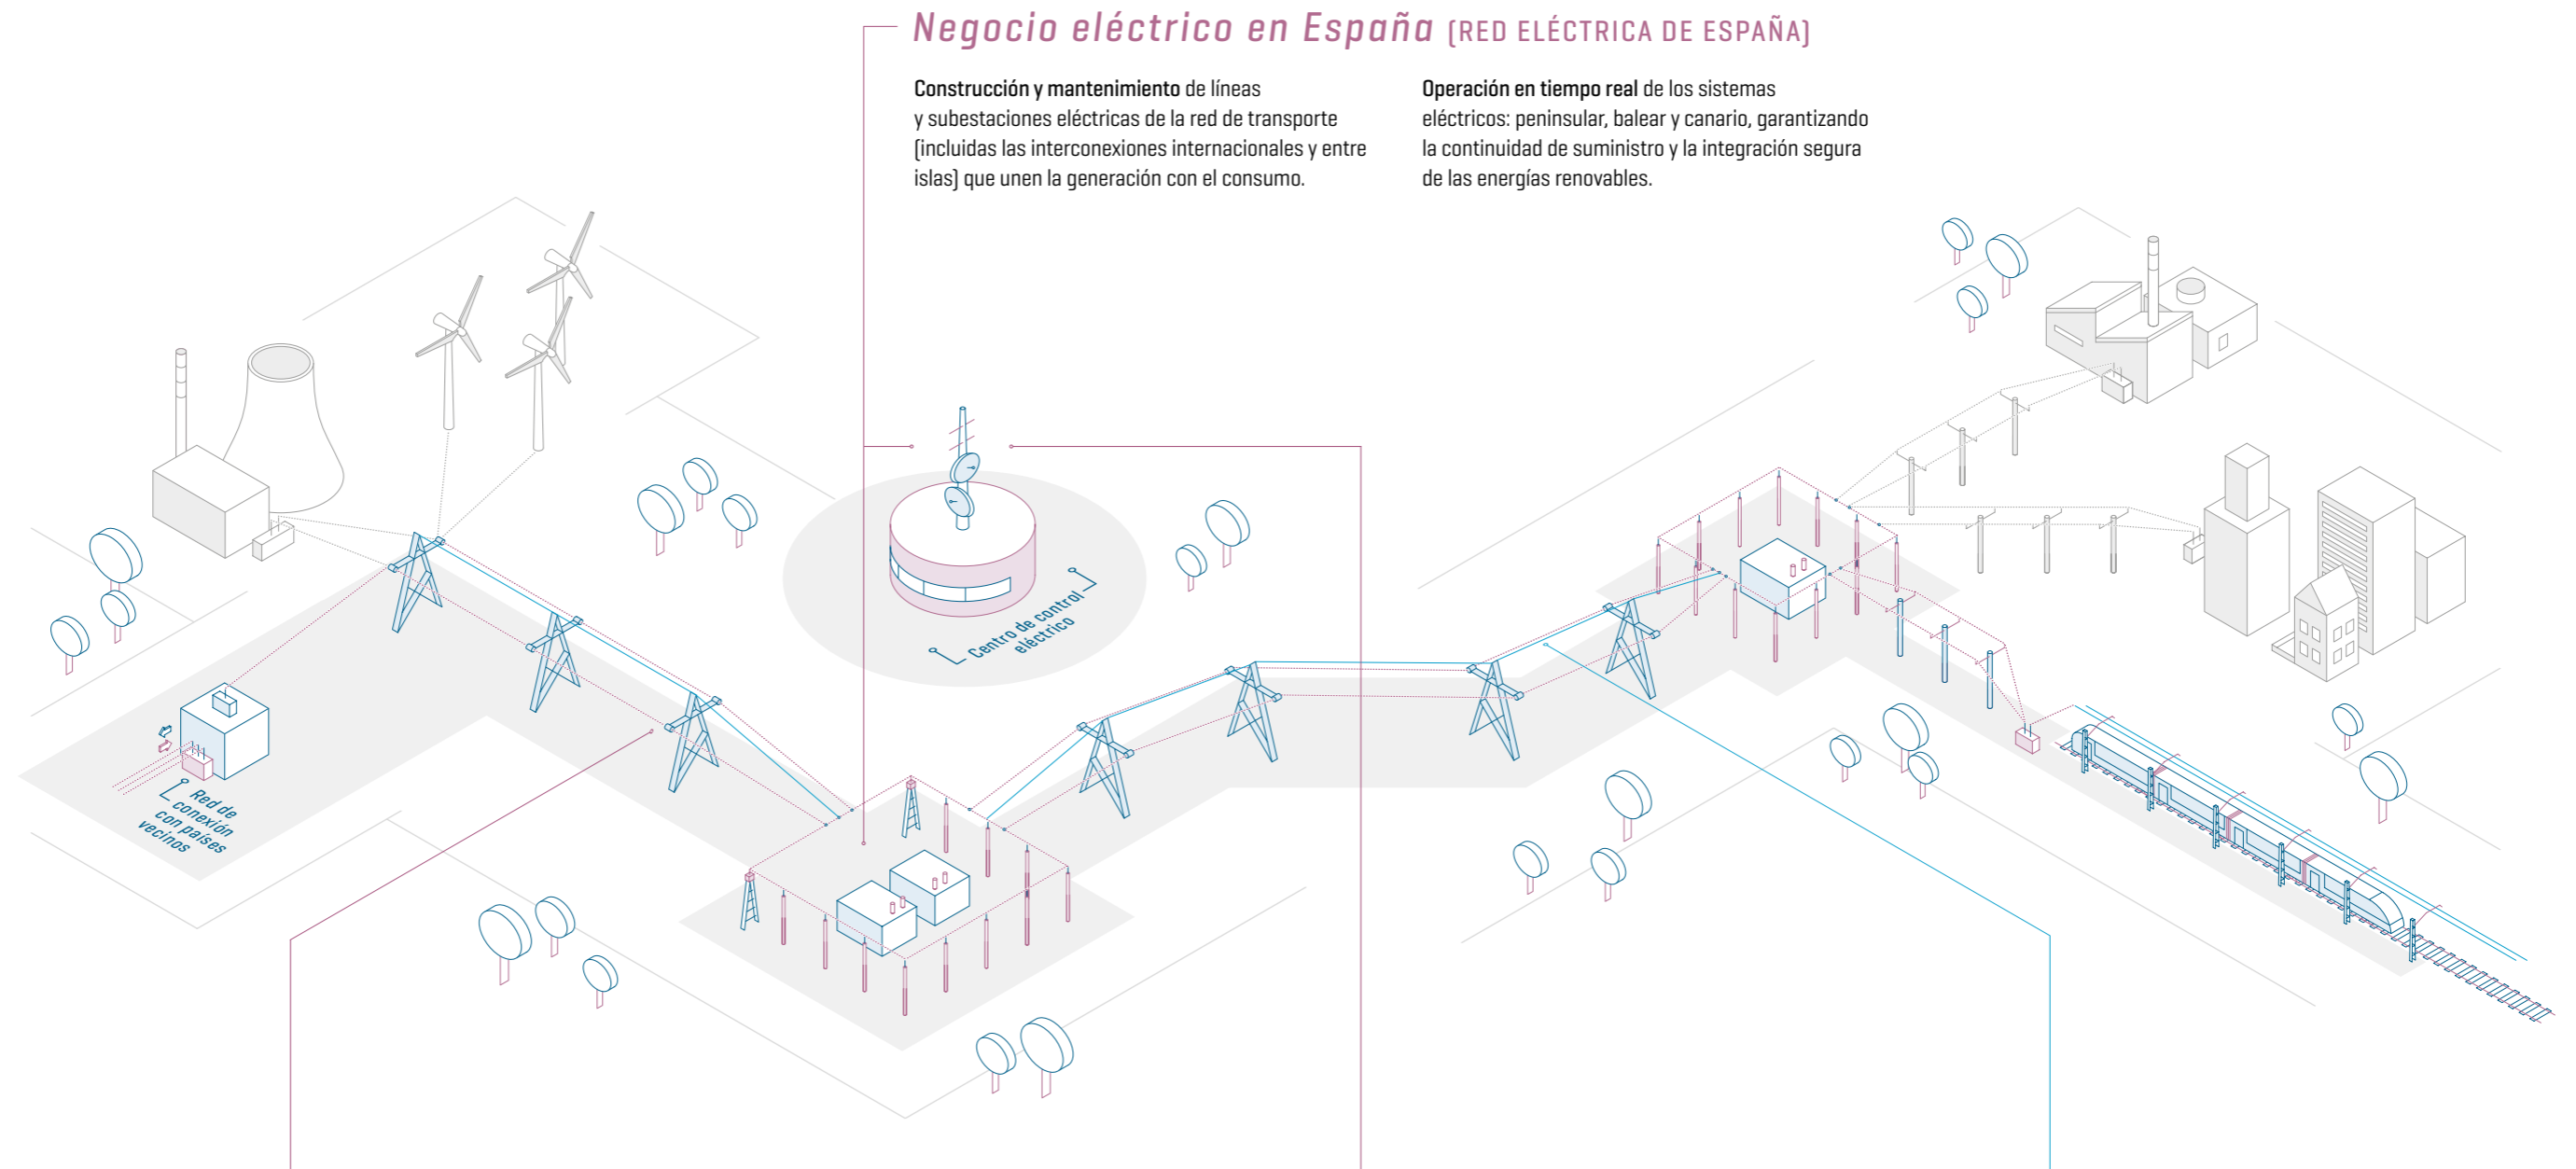 Negocio eléctrico en España (RED ELÉCTRICA DE ESPAÑA)
Construcción y mantenimiento de líneas
y subestaciones eléctricas de la red de transporte
(incluidas las interconexiones internacionales y entre
islas) que unen la generación con el consumo.
Operación en tiempo real de los sistemas
eléctricos: peninsular, balear y canario, garantizando
la continuidad de suministro y la integración segura
de las energías renovables.
Centro de control
eléctrico
Red de
conexión
con países
vecinos